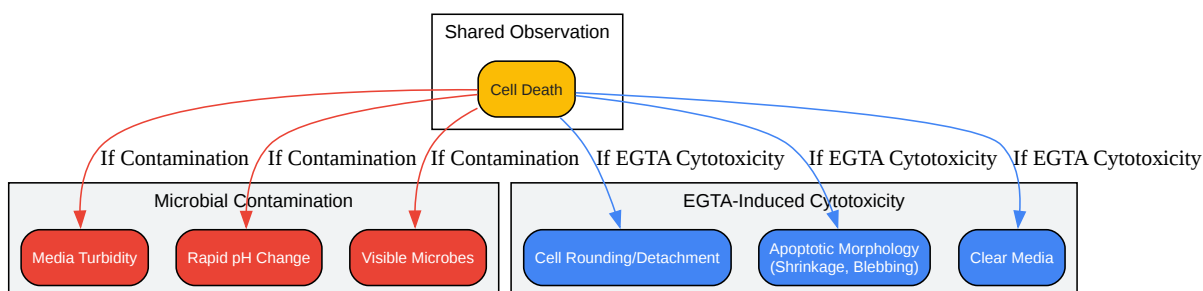 Shared Observation
Cell Death
If Contamination
If Contamination
If Contamination
If EGTA Cytotoxicity
If EGTA Cytotoxicity
If EGTA Cytotoxicity
Microbial Contamination
EGTA-Induced Cytotoxicity
Media Turbidity
Rapid pH Change
Visible Microbes
Cell Rounding/Detachment
Apoptotic Morphology
(Shrinkage, Blebbing)
Clear Media